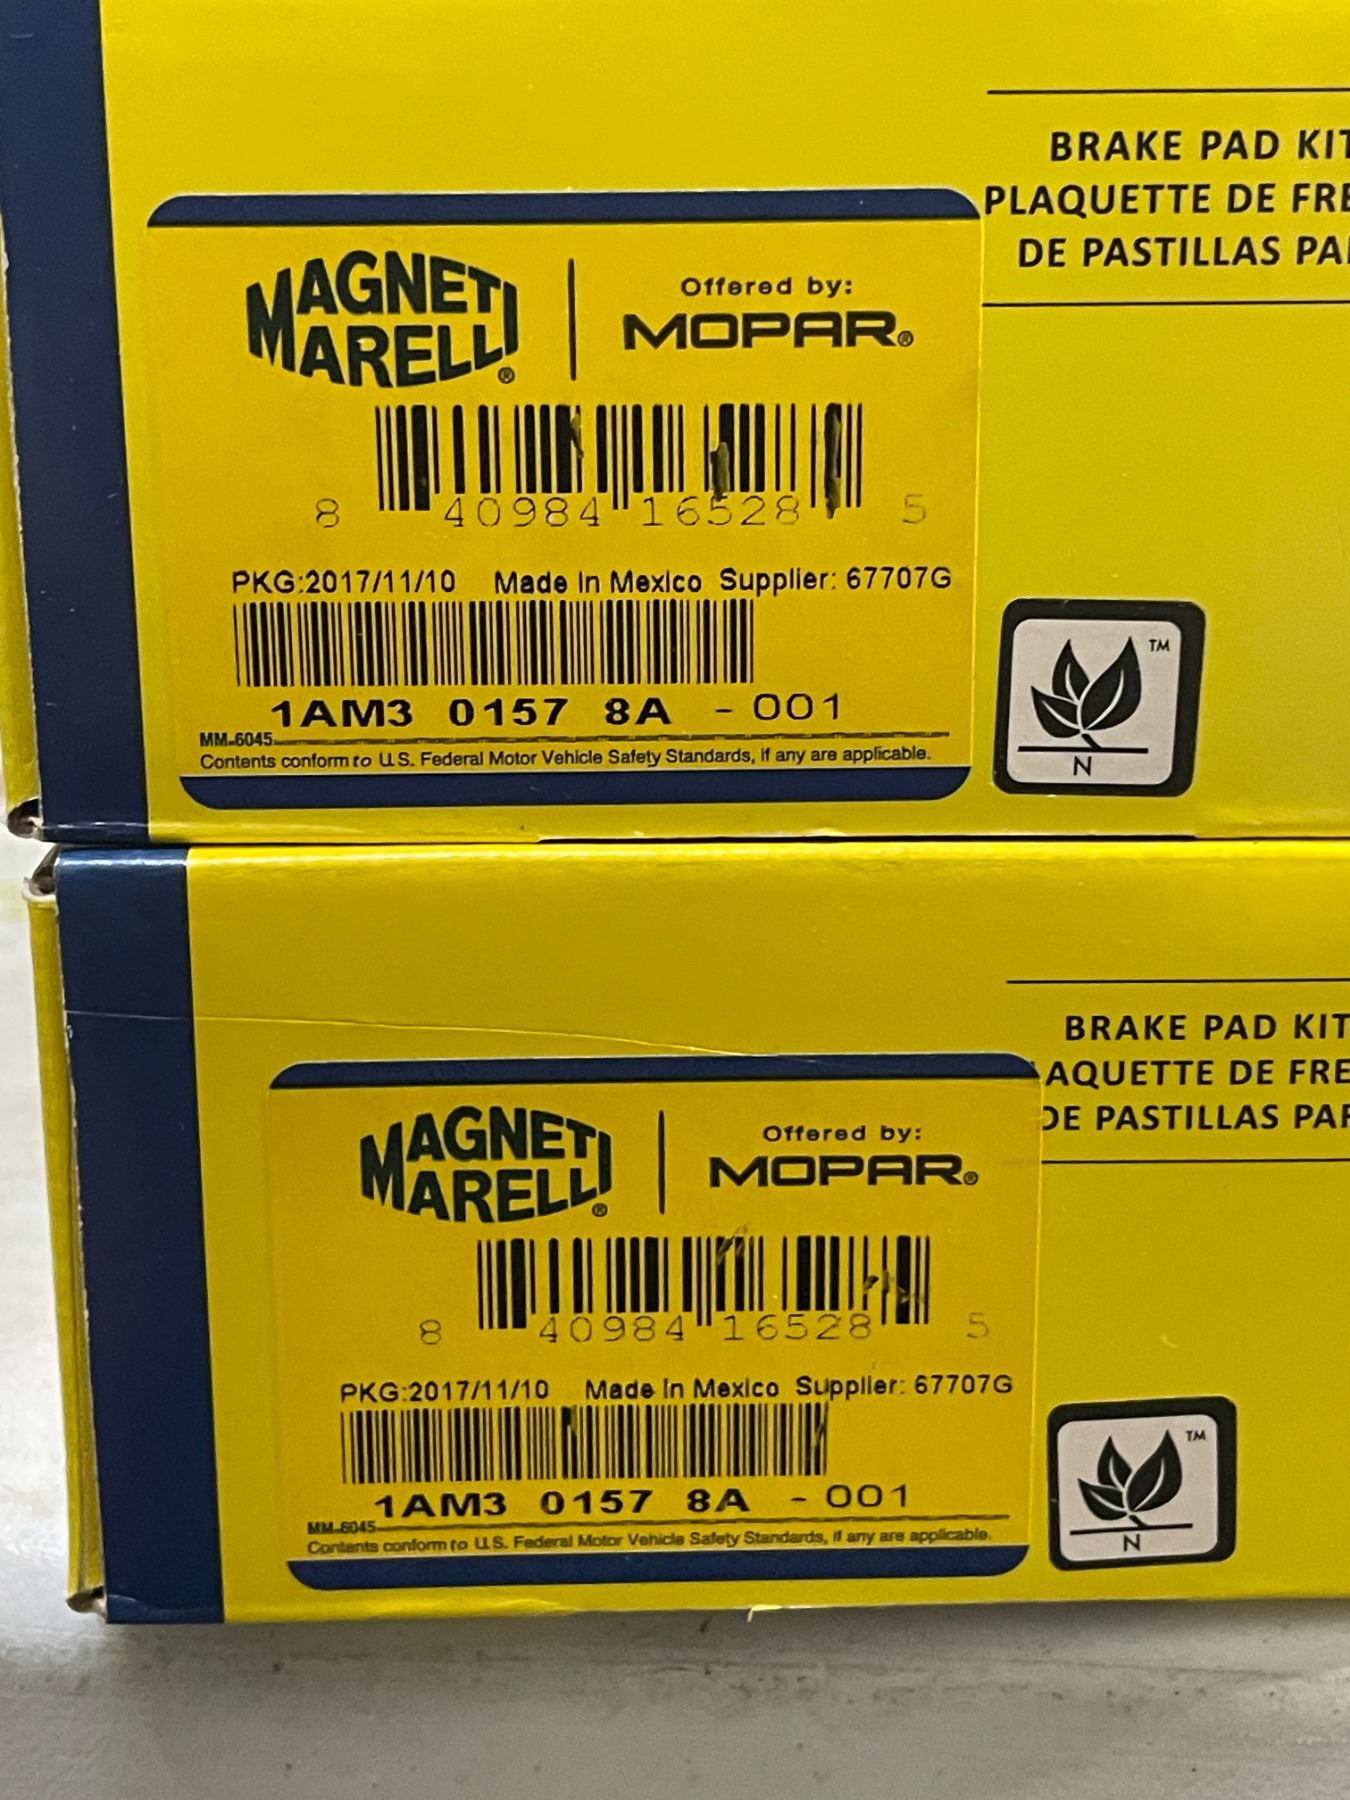 BRAKE PAD KIT
PLAQUETTE DE FRE
DE PASTILLAS PA
MAGNETI
MARELLI®
Offered by:
MOPAR®
8 40984 16528 5
PKG:2017/11/10 Made In Mexico Supplier: 67707G
1AM3 0157 8A - 001
MM-6045
Contents conform to U.S. Federal Motor Vehicle Safety Standards, if any are applicable.
TM
N
BRAKE PAD KIT
AQUETTE DE FRE
DE PASTILLAS PAR
MAGNETI
MARELLI®
Offered by:
MOPAR®
8 40984 16528 5
PKG:2017/11/10 Made In Mexico Supplier: 67707G
1AM3 0157 8A - 001
MM-6045
Contents conform to U.S. Federal Motor Vehicle Safety Standards, if any are applicable.
TM
N